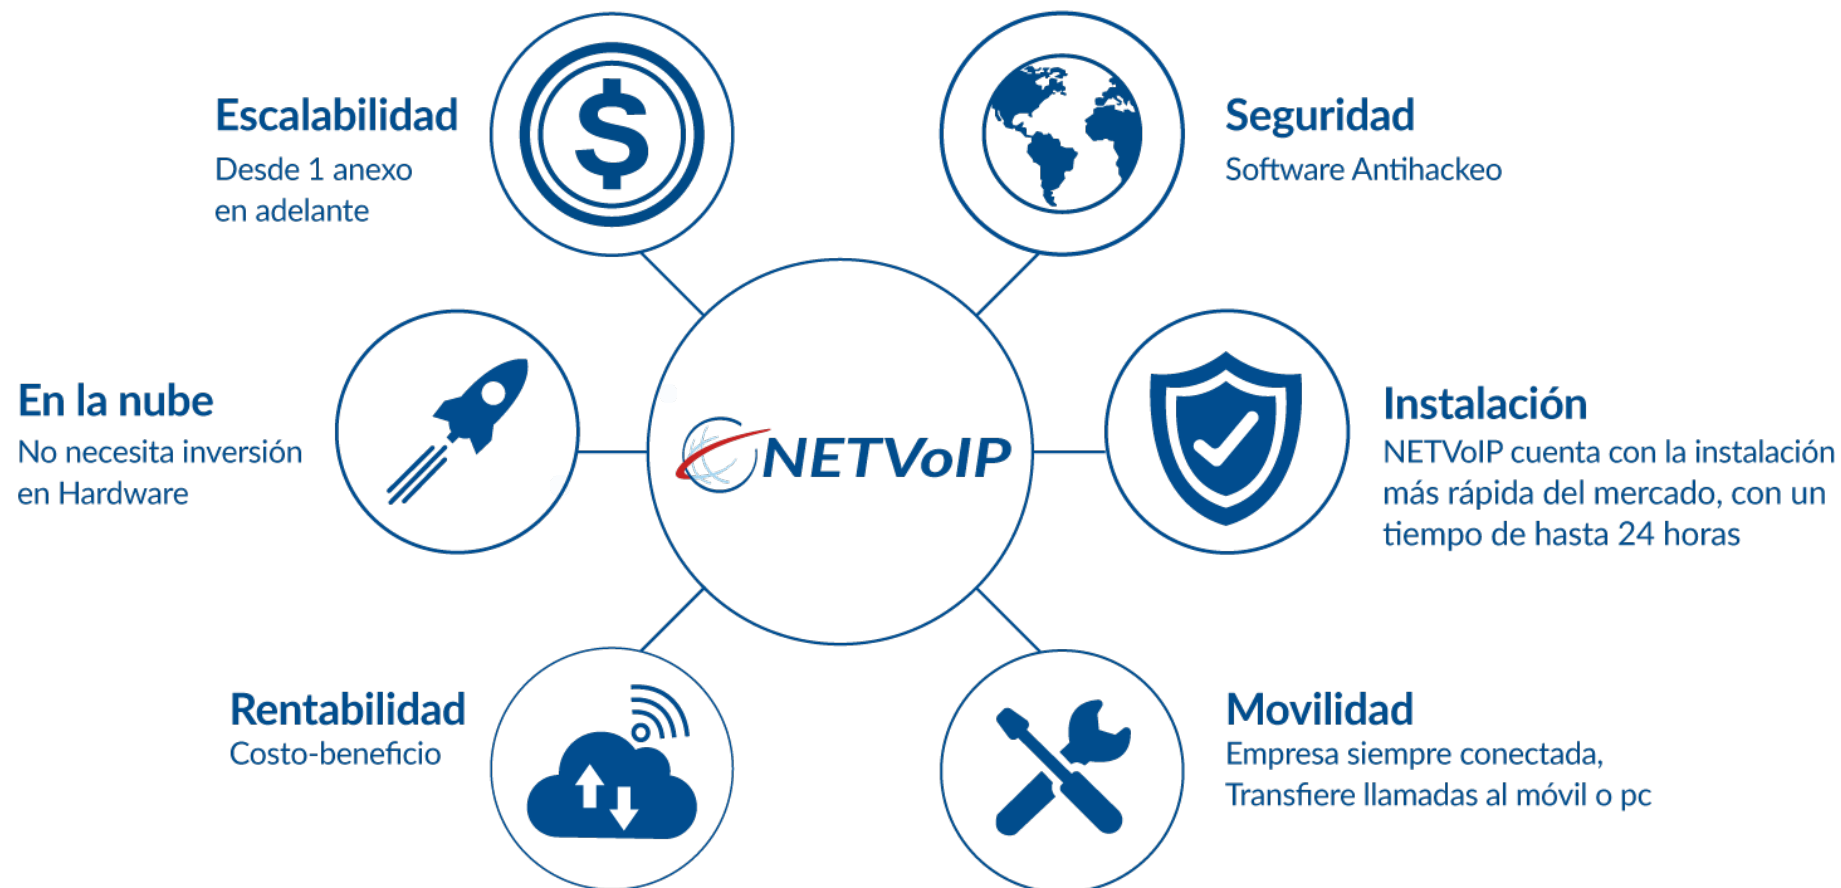 Escalabilidad
Desde 1 anexo
en adelante
Seguridad
Software Antihackeo
En la nube
No necesita inversión
en Hardware
NETVoIP
Instalación
NETVoIP cuenta con la instalación
más rápida del mercado, con un
tiempo de hasta 24 horas
Rentabilidad
Costo-beneficio
Movilidad
Empresa siempre conectada,
Transfiere llamadas al móvil o pc